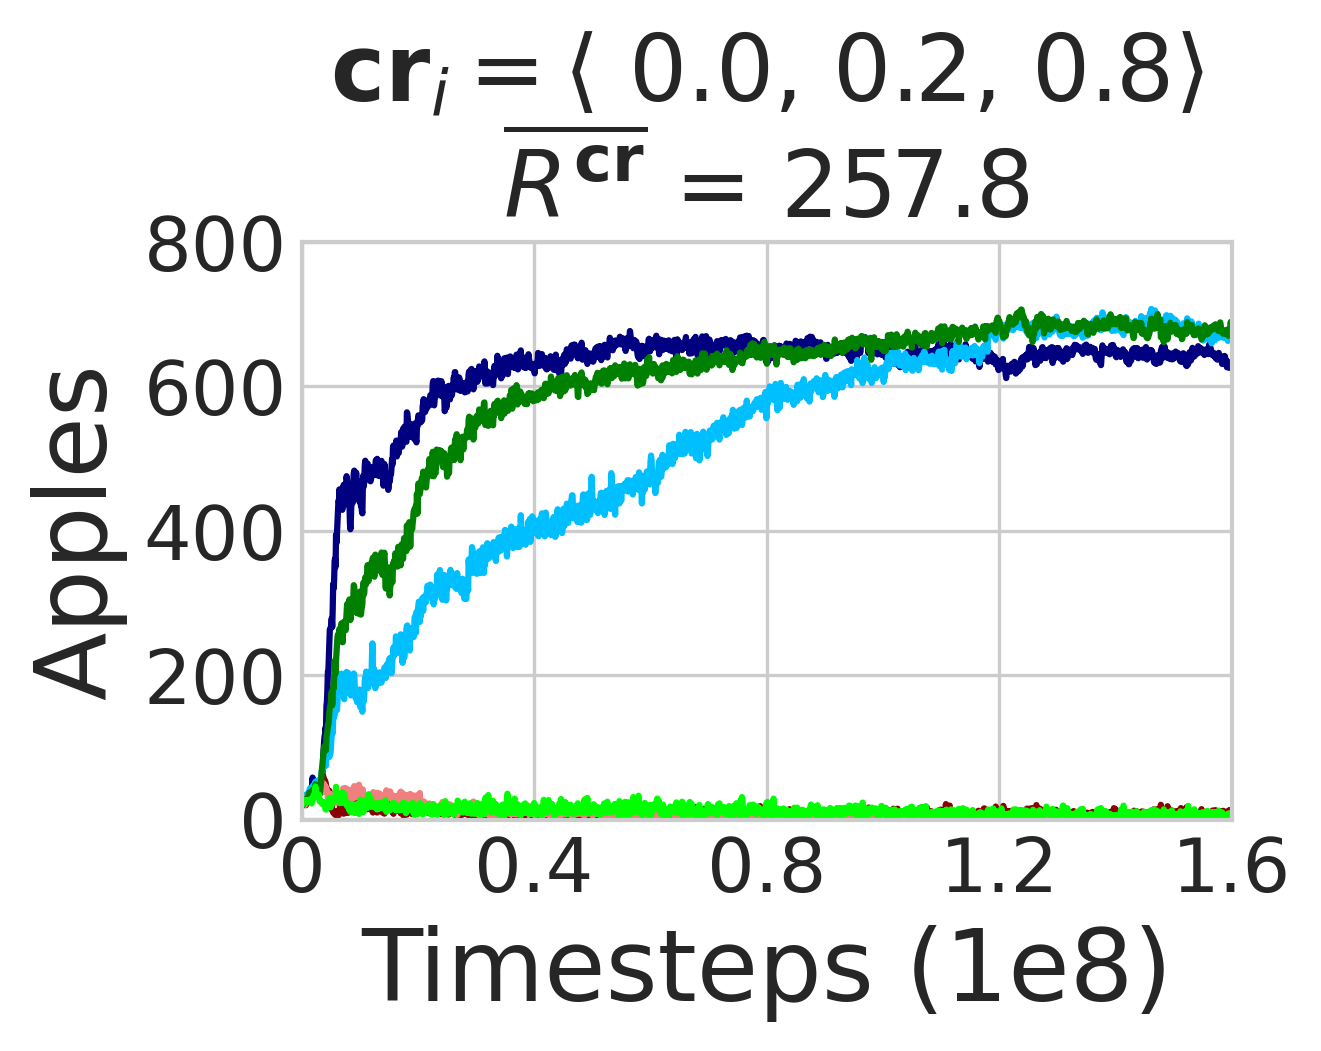 cr_i = ⟨ 0.0, 0.2, 0.8⟩
R^cr = 257.8
800
600
400
200
0
Apples
0 0.4 0.8 1.2 1.6
Timesteps (1e8)